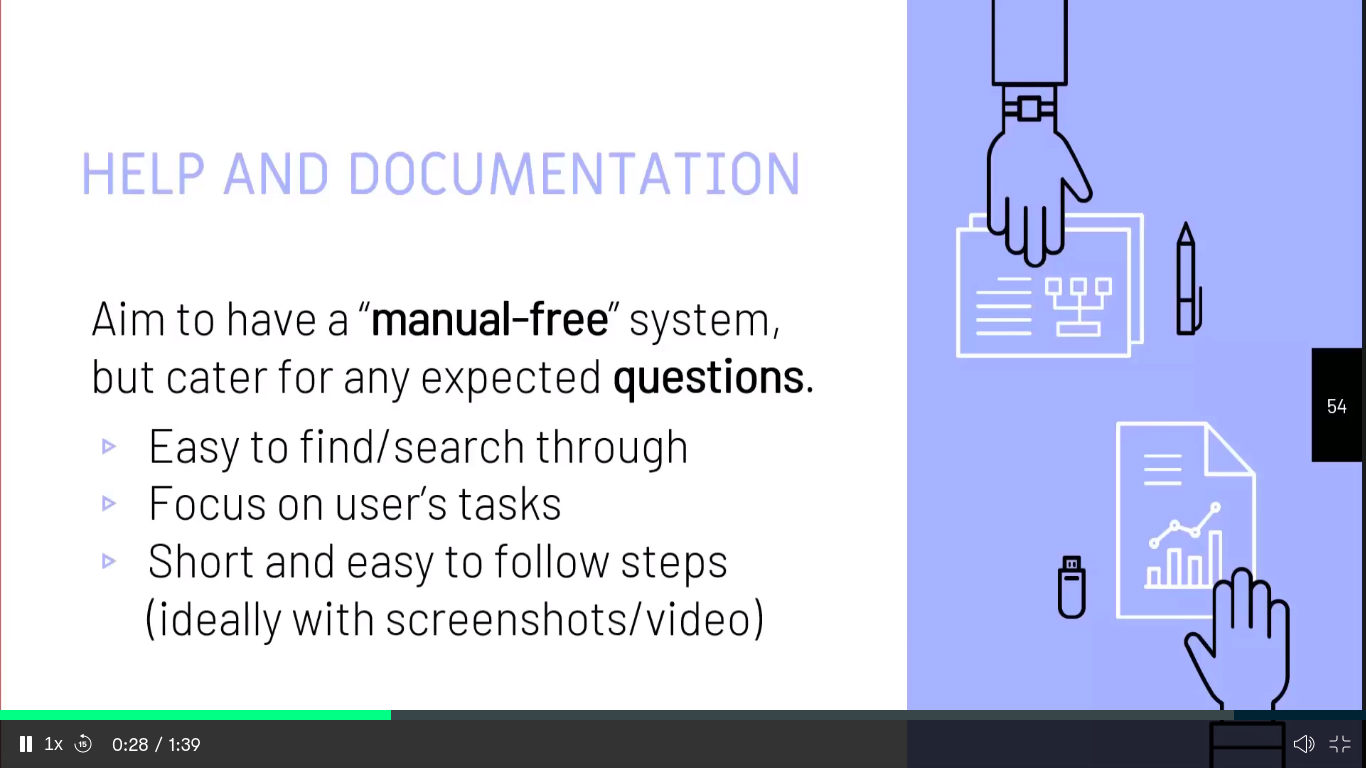 HELP AND DOCUMENTATION
Aim to have a “manual-free” system,
but cater for any expected questions.
Easy to find/search through
Focus on user’s tasks
Short and easy to follow steps
(ideally with screenshots/video)
54
1x 15 0:28 / 1:39